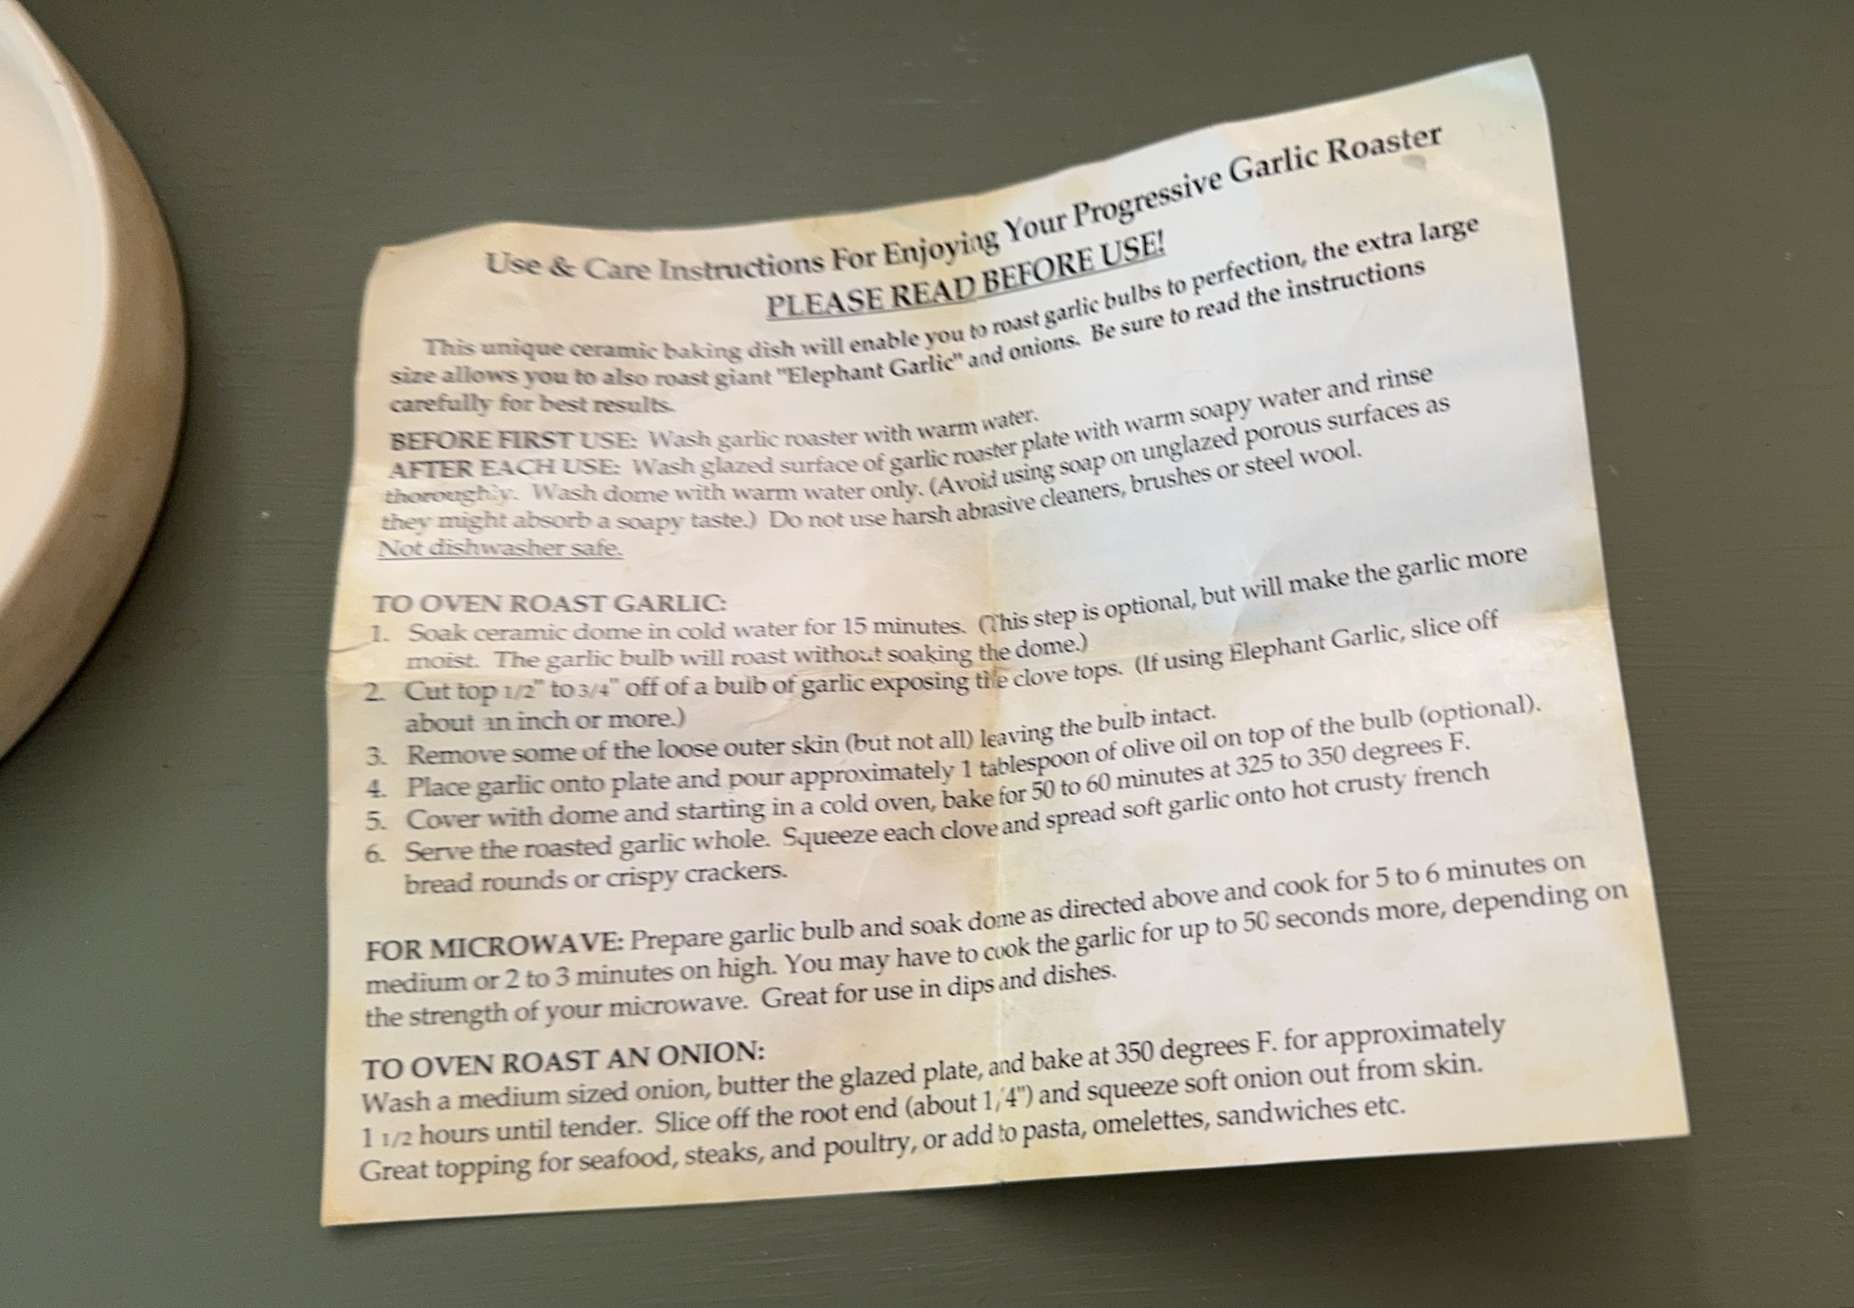 Use & Care Instructions For Enjoying Your Progressive Garlic Roaster
PLEASE READ BEFORE USE!
This unique ceramic baking dish will enable you to roast garlic bulbs to perfection, the extra large
size allows you to also roast giant "Elephant Garlic" and onions. Be sure to read the instructions
carefully for best results.
BEFORE FIRST USE: Wash garlic roaster with warm water.
AFTER EACH USE: Wash glazed surface of garlic roaster plate with warm soapy water and rinse
thoroughly. Wash dome with warm water only. (Avoid using soap on unglazed porous surfaces as
they might absorb a soapy taste.) Do not use harsh abrasive cleaners, brushes or steel wool.
Not dishwasher safe.
TO OVEN ROAST GARLIC:
1. Soak ceramic dome in cold water for 15 minutes. (This step is optional, but will make the garlic more
moist. The garlic bulb will roast without soaking the dome.)
2. Cut top 1/2" to 3/4" off of a bulb of garlic exposing the clove tops. (If using Elephant Garlic, slice off
about an inch or more.)
3. Remove some of the loose outer skin (but not all) leaving the bulb intact.
4. Place garlic onto plate and pour approximately 1 tablespoon of olive oil on top of the bulb (optional).
5. Cover with dome and starting in a cold oven, bake for 50 to 60 minutes at 325 to 350 degrees F.
6. Serve the roasted garlic whole. Squeeze each clove and spread soft garlic onto hot crusty french
bread rounds or crispy crackers.
FOR MICROWAVE: Prepare garlic bulb and soak dome as directed above and cook for 5 to 6 minutes on
medium or 2 to 3 minutes on high. You may have to cook the garlic for up to 50 seconds more, depending on
the strength of your microwave. Great for use in dips and dishes.
TO OVEN ROAST AN ONION:
Wash a medium sized onion, butter the glazed plate, and bake at 350 degrees F. for approximately
1 1/2 hours until tender. Slice off the root end (about 1/4") and squeeze soft onion out from skin.
Great topping for seafood, steaks, and poultry, or add to pasta, omelettes, sandwiches etc.